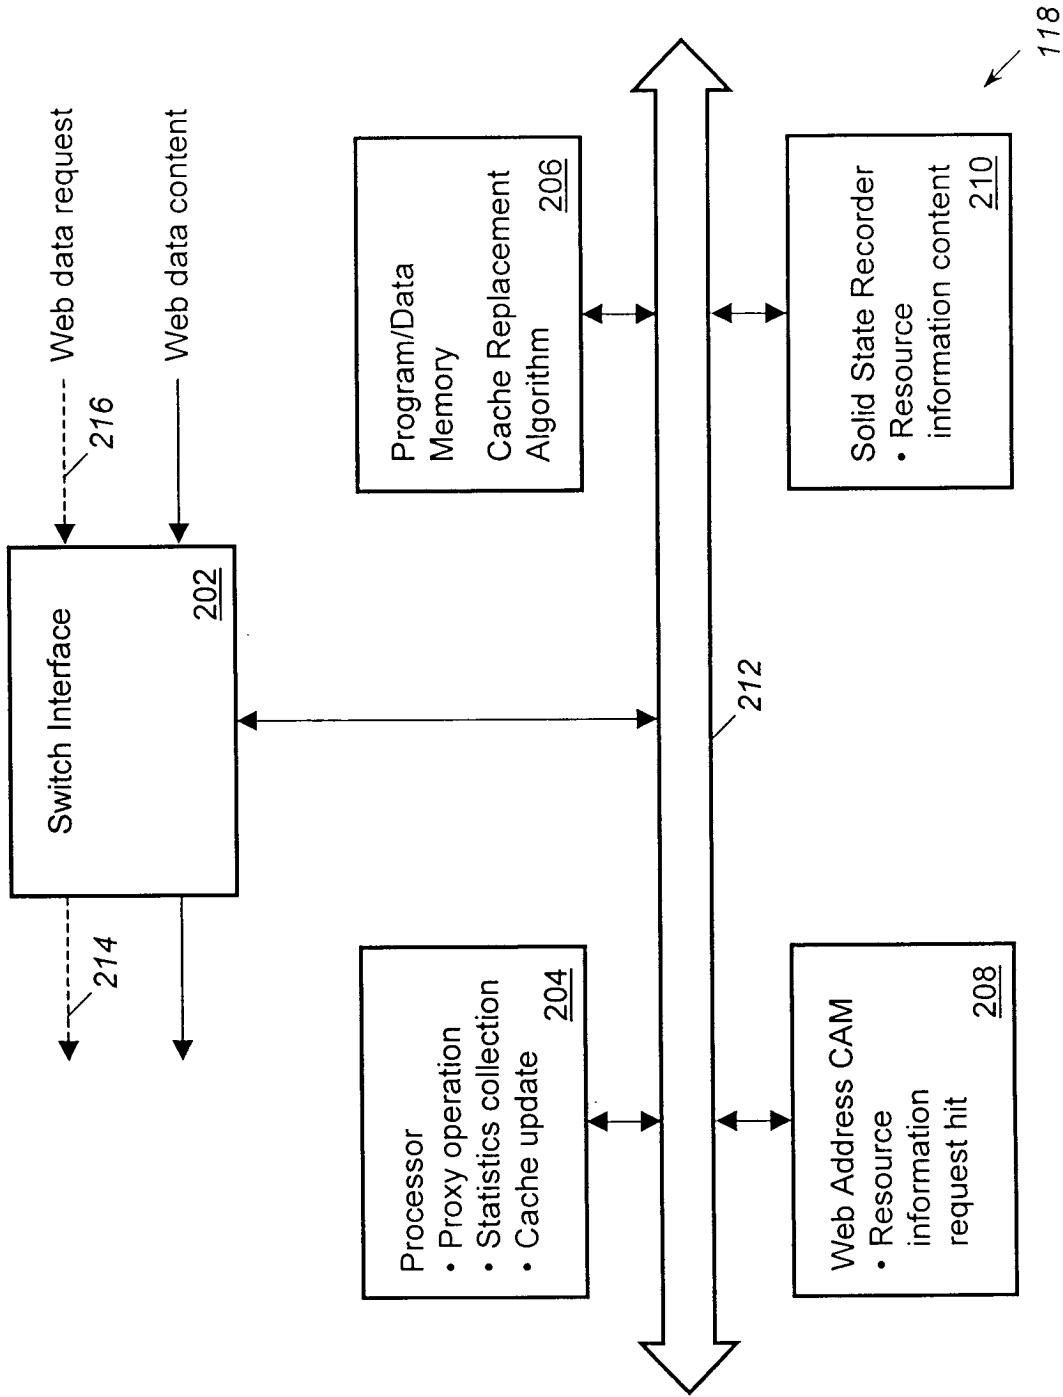 Web data request
216
Web data content
Switch Interface
202
214
Processor
• Proxy operation
• Statistics collection
• Cache update
204
Program/Data
Memory
Cache Replacement
Algorithm
206
212
Web Address CAM
• Resource
information
request hit
208
Solid State Recorder
• Resource
information content
210
118